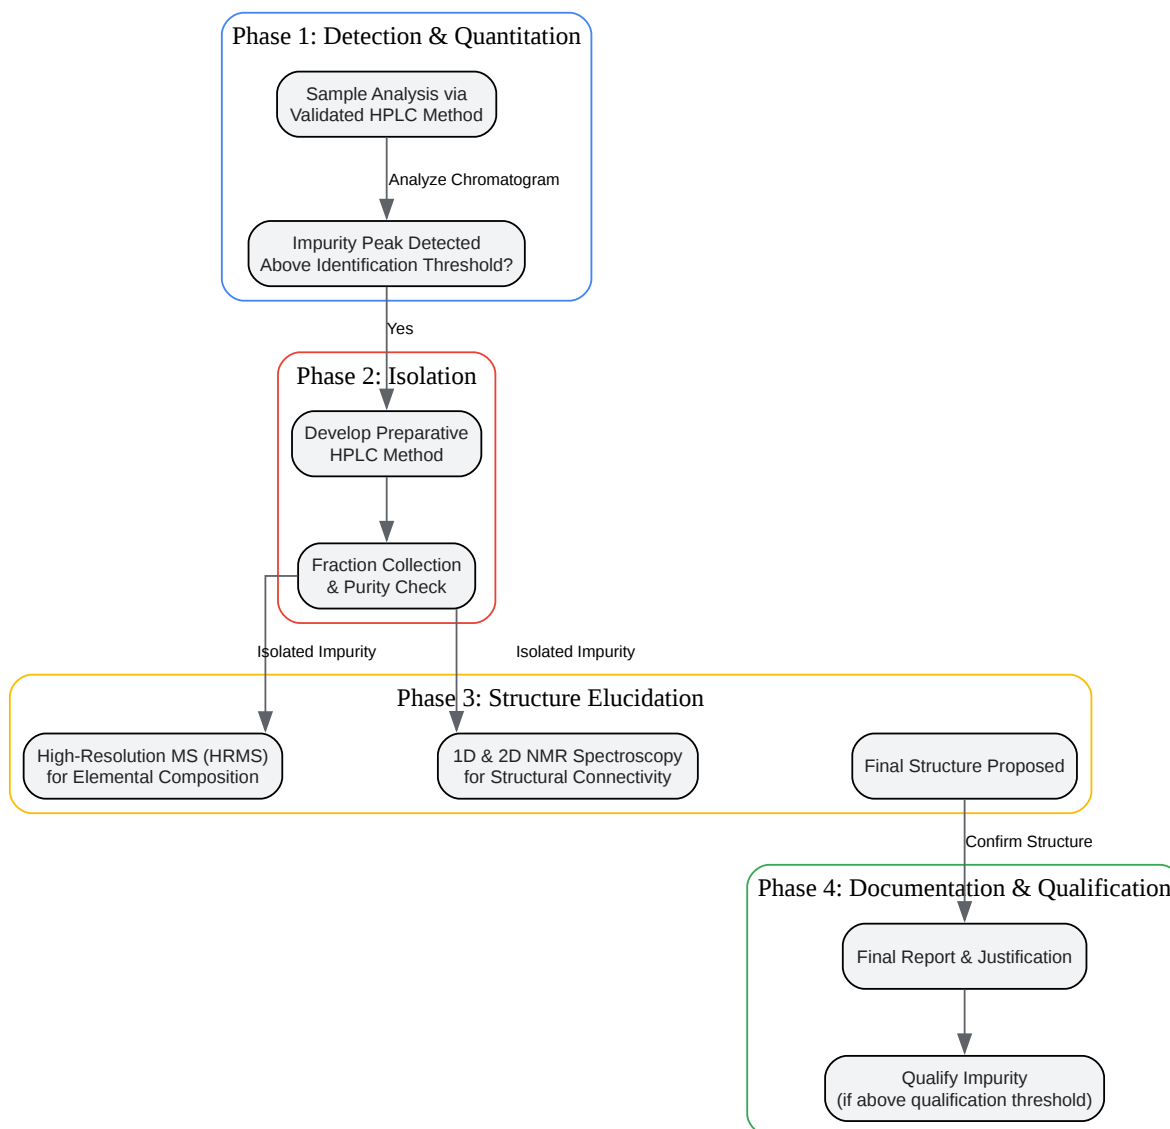 Phase 1: Detection & Quantitation
Sample Analysis via
Validated HPLC Method
Analyze Chromatogram
Impurity Peak Detected
Above Identification Threshold?
Yes
Phase 2: Isolation
Develop Preparative
HPLC Method
Fraction Collection
& Purity Check
Isolated Impurity
Isolated Impurity
Phase 3: Structure Elucidation
High-Resolution MS (HRMS)
for Elemental Composition
1D & 2D NMR Spectroscopy
for Structural Connectivity
Final Structure Proposed
Confirm Structure
Phase 4: Documentation & Qualification
Final Report & Justification
Qualify Impurity
(if above qualification threshold)